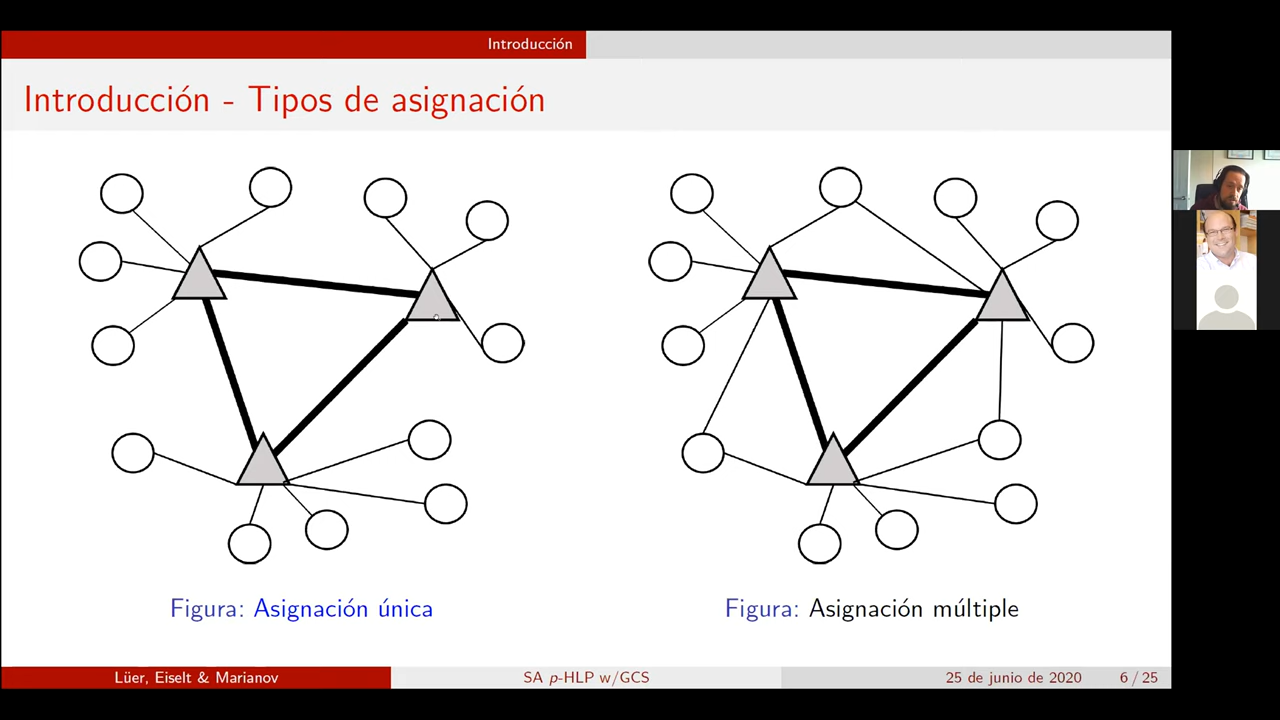 Introducción
Introducción - Tipos de asignación
Figura: Asignación única
Figura: Asignación múltiple
Lüer, Eiselt & Marianov
SA p-HLP w/GCS
25 de junio de 2020
6 / 25